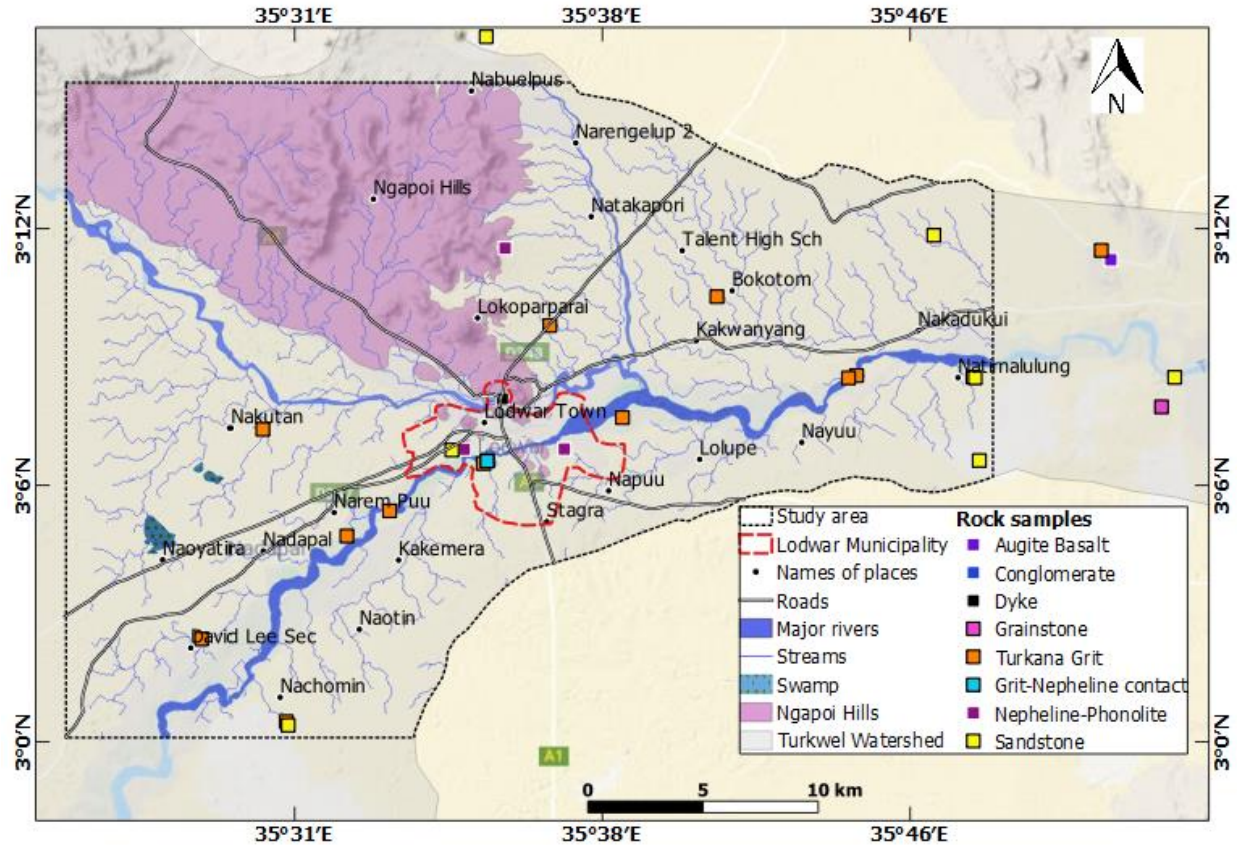 35°31′E 35°38′E 35°46′E
N
Nabuelpus
Narengelup 2
Ngapoi Hills
Natakapori
3°12′N
3°12′N
Talent High Sch
Bokotom
Lokoparparai
Kakwanyang
Nakadukui
Natimalulung
Nakutan
Lodwar Town
Nayuu
Lolupe
3°6′N
3°6′N
Napuu
Narem Puu
Stagra
Nadapal
Naoyatira
Kakemera
Naotin
David Lee Sec
Nachomin
3°0′N
3°0′N
A1
Study area
Lodwar Municipality
Names of places
Roads
Major rivers
Streams
Swamp
Ngapoi Hills
Turkwel Watershed
Rock samples
Augite Basalt
Conglomerate
Dyke
Grainstone
Turkana Grit
Grit-Nepheline contact
Nepheline-Phonolite
Sandstone
0 5 10 km
35°31′E 35°38′E 35°46′E